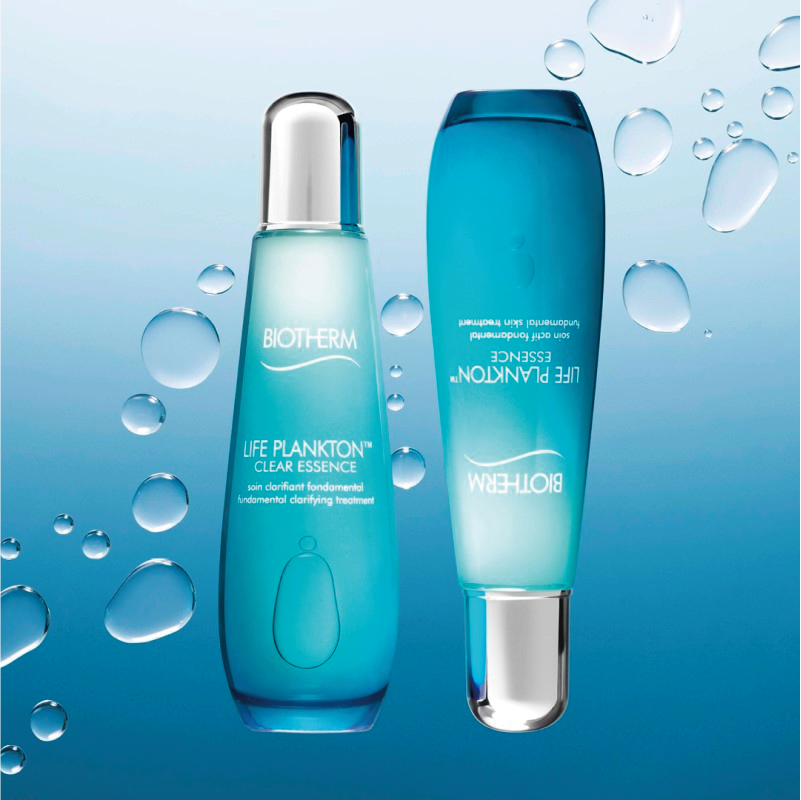 BIOTHERM
LIFE PLANKTON™
CLEAR ESSENCE
soin clarifiant fondamental
fundamental clarifying treatment
BIOTHERM
LIFE PLANKTON™
ESSENCE
soin actif fondamental
fundamental skin treatment